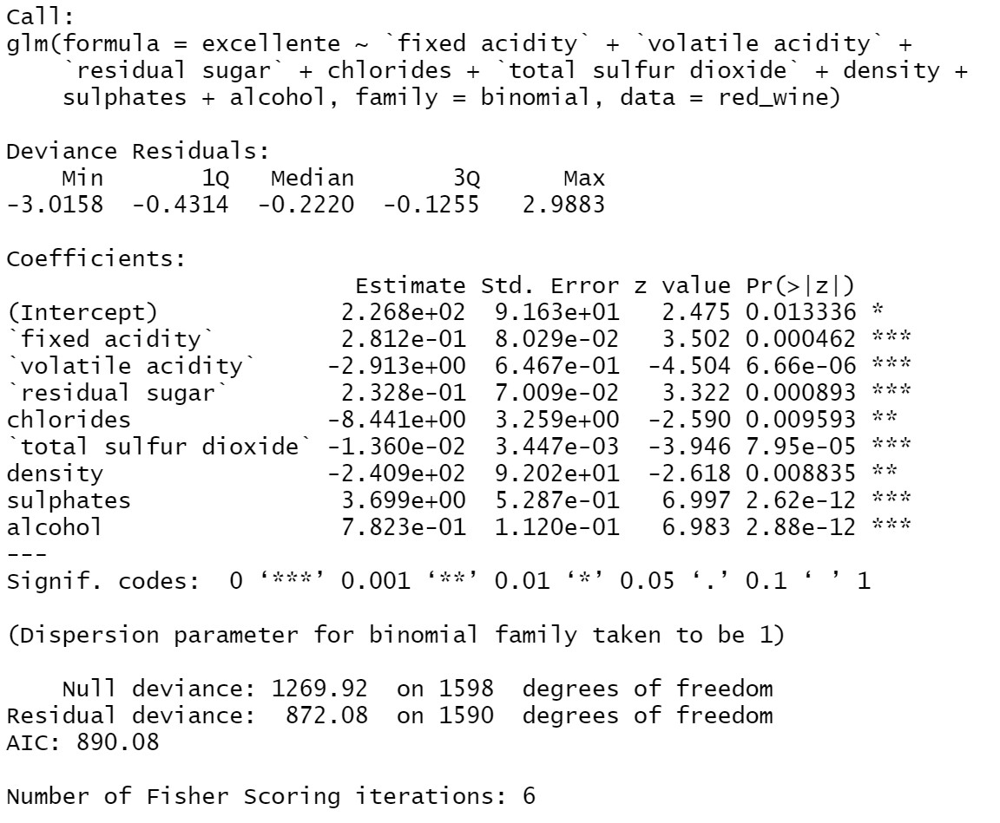 Call:
glm(formula = excellente ~ `fixed acidity` + `volatile acidity` +
    `residual sugar` + chlorides + `total sulfur dioxide` + density +
    sulphates + alcohol, family = binomial, data = red_wine)

Deviance Residuals:
    Min       1Q   Median       3Q      Max
-3.0158  -0.4314  -0.2220  -0.1255   2.9883

Coefficients:
                         Estimate Std. Error z value Pr(>|z|)
(Intercept)             2.268e+02  9.163e+01   2.475 0.013336 *
`fixed acidity`         2.812e-01  8.029e-02   3.502 0.000462 ***
`volatile acidity`     -2.913e+00  6.467e-01  -4.504 6.66e-06 ***
`residual sugar`        2.328e-01  7.009e-02   3.322 0.000893 ***
chlorides              -8.441e+00  3.259e+00  -2.590 0.009593 **
`total sulfur dioxide` -1.360e-02  3.447e-03  -3.946 7.95e-05 ***
density                -2.409e+02  9.202e+01  -2.618 0.008835 **
sulphates               3.699e+00  5.287e-01   6.997 2.62e-12 ***
alcohol                 7.823e-01  1.120e-01   6.983 2.88e-12 ***
---
Signif. codes:  0 ‘***’ 0.001 ‘**’ 0.01 ‘*’ 0.05 ‘.’ 0.1 ‘ ’ 1

(Dispersion parameter for binomial family taken to be 1)

    Null deviance: 1269.92  on 1598  degrees of freedom
Residual deviance:  872.08  on 1590  degrees of freedom
AIC: 890.08

Number of Fisher Scoring iterations: 6